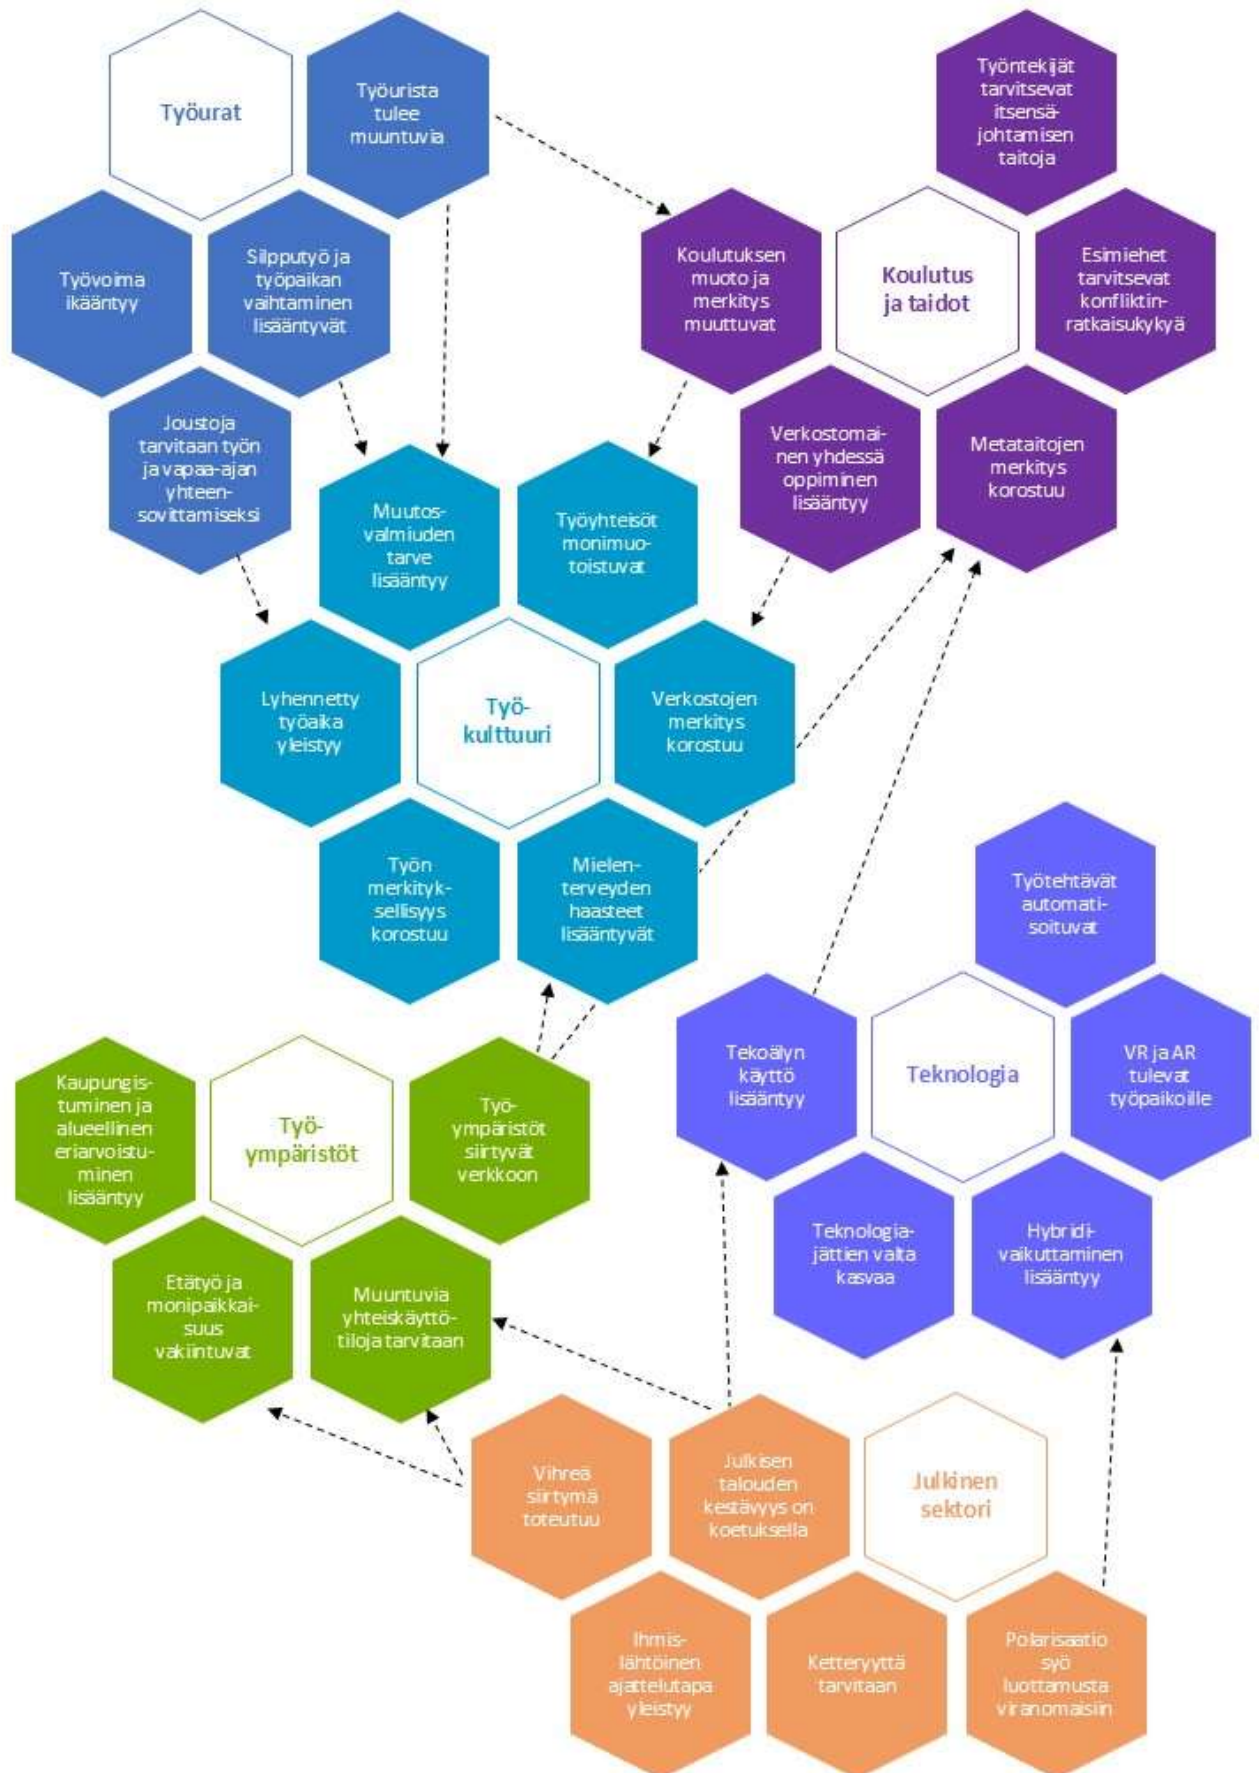 Työurat
Työurista
tulee
muuntuvia
Työvoima
ikääntyy
Silpputyö ja
työpaikan
vaihtaminen
lisääntyvät
Joustoja
tarvitaan työn
ja vapaa-ajan
yhteen-
sovittamiseksi
Työntekijät
tarvitsevat
itsensä-
johtamisen
taitoja
Koulutuksen
muoto ja
merkitys
muuttuvat
Koulutus
ja taidot
Esimiehet
tarvitsevat
konfliktin-
ratkaisukykyä
Verkostomai-
nen yhdessä
oppiminen
lisääntyy
Metataitojen
merkitys
korostuu
Muutos-
valmiuden
tarve
lisääntyy
Työyhteisöt
monimuo-
toistuvat
Lyhennetty
työaika
yleistyy
Työ-
kulttuuri
Verkostojen
merkitys
korostuu
Työn
merkityk-
sellisyys
korostuu
Mielen-
terveyden
haasteet
lisääntyvät
Työtehtävät
automati-
soituvat
Tekoälyn
käyttö
lisääntyy
Teknologia
VR ja AR
tulevat
työpaikoille
Teknologia-
jättien valta
kasvaa
Hybridi-
vaikuttaminen
lisääntyy
Kaupungis-
tuminen ja
alueellinen
eriarvoistu-
minen
lisääntyy
Työ-
ympäristöt
Työ-
ympäristöt
siirtyvät
verkkoon
Etätyö ja
monipaikkai-
suus
vakiintuvat
Muuntuvia
yhteiskäyttö-
tiloja tarvitaan
Vihreä
siirtymä
toteutuu
Julkisen
talouden
kestävyys on
koetuksella
Julkinen
sektori
Ihmis-
lähtöinen
ajattelutapa
yleistyy
Ketteryyttä
tarvitaan
Polarisaatio
syö
luottamusta
viranomaisiin